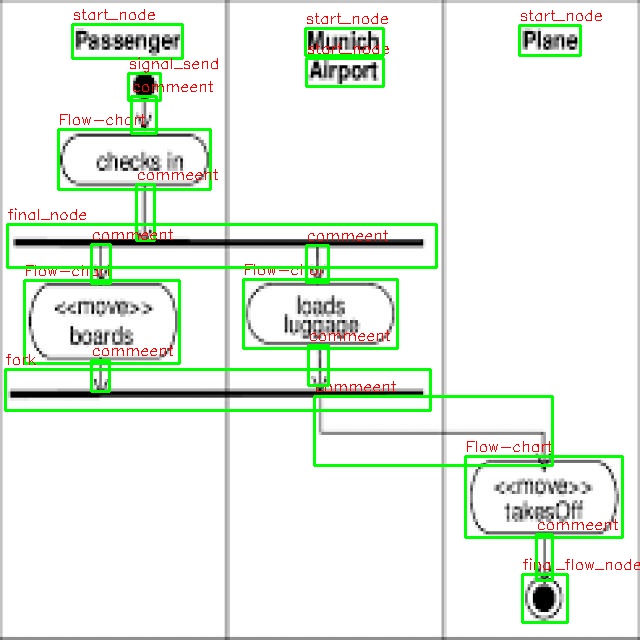 start_node
start_node
start_node
Passenger
Munich
Plane
start_node
Airport
signal_send
commeent
Flow-chart
checks in
commeent
final_node
commeent
commeent
Flow-chart
Flow-chart
<<move>>
boards
loads
luggage
commeent
commeent
fork
commeent
Flow-chart
<<move>>
takesOff
commeent
final_flow_node